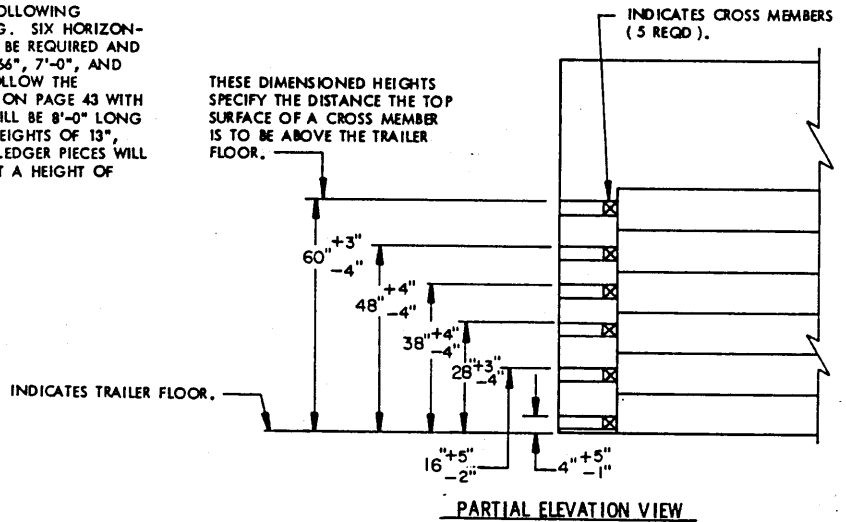 OLLOWING
G. SIX HORIZON-
BE REQUIRED AND
66", 7'-0", AND
LLOW THE
ON PAGE 43 WITH
ILL BE 8'-0" LONG
EIGHTS OF 13",
LEDGER PIECES WILL
T A HEIGHT OF
THESE DIMENSIONED HEIGHTS
SPECIFY THE DISTANCE THE TOP
SURFACE OF A CROSS MEMBER
IS TO BE ABOVE THE TRAILER
FLOOR.
INDICATES CROSS MEMBERS
( 5 REQD ).
60" +3" -4"
48" +4" -4"
38" +4" -4"
28" +3" -4"
INDICATES TRAILER FLOOR.
16" +5" -2"
4" +5" -1"
PARTIAL ELEVATION VIEW